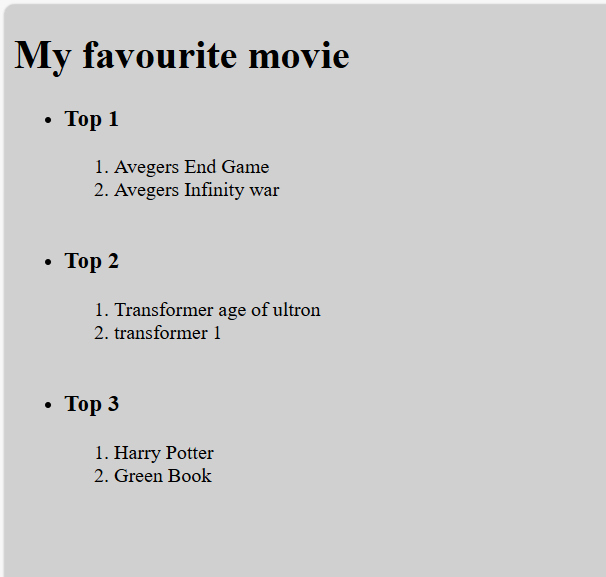 My favourite movie
• Top 1
1. Avegers End Game
2. Avegers Infinity war
• Top 2
1. Transformer age of ultron
2. transformer 1
• Top 3
1. Harry Potter
2. Green Book